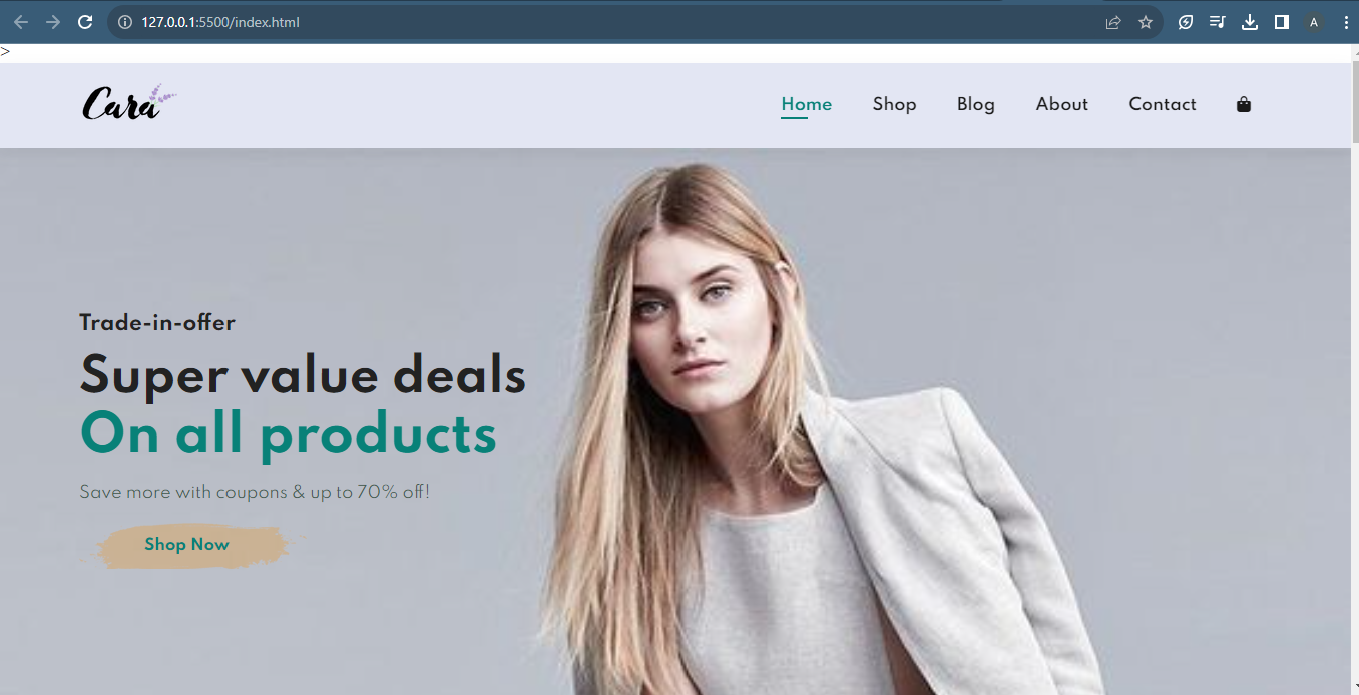 127.0.0.1:5500/index.html
A
>
Cara
Home Shop Blog About Contact
Trade-in-offer
Super value deals
On all products
Save more with coupons & up to 70% off!
Shop Now